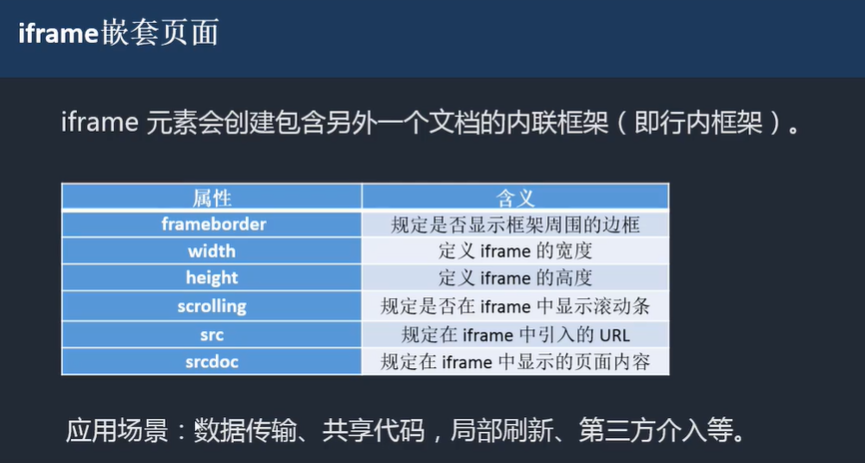 iframe嵌套页面
iframe 元素会创建包含另外一个文档的内联框架（即行内框架）。
属性 含义
frameborder 规定是否显示框架周围的边框
width 定义 iframe 的宽度
height 定义 iframe 的高度
scrolling 规定是否在 iframe 中显示滚动条
src 规定在 iframe 中引入的 URL
srcdoc 规定在 iframe 中显示的页面内容
应用场景：数据传输、共享代码，局部刷新、第三方介入等。